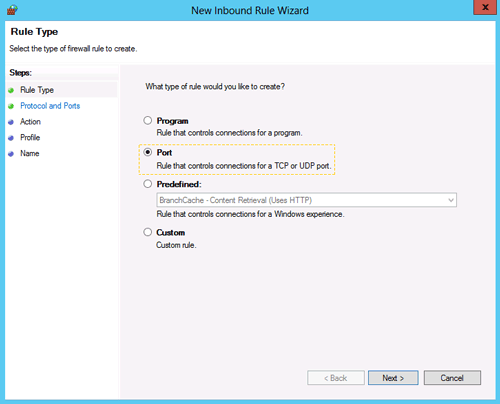 New Inbound Rule Wizard
x
Rule Type
Select the type of firewall rule to create.
Steps:
Rule Type
Protocol and Ports
Action
Profile
Name
What type of rule would you like to create?
Program
Rule that controls connections for a program.
Port
Rule that controls connections for a TCP or UDP port.
Predefined:
BranchCache - Content Retrieval (Uses HTTP)
Rule that controls connections for a Windows experience.
Custom
Custom rule.
< Back
Next >
Cancel